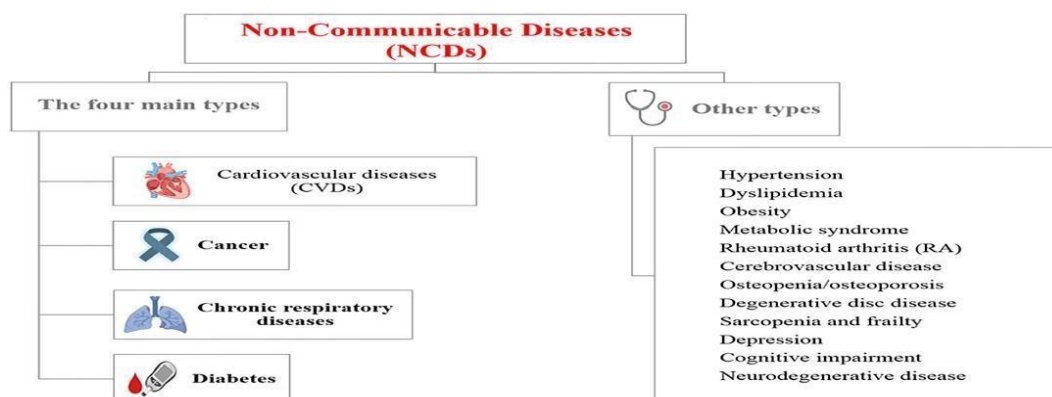 Non-Communicable Diseases
(NCDs)
The four main types
Cardiovascular diseases
(CVDs)
Cancer
Chronic respiratory
diseases
Diabetes
Other types
Hypertension
Dyslipidemia
Obesity
Metabolic syndrome
Rheumatoid arthritis (RA)
Cerebrovascular disease
Osteopenia/osteoporosis
Degenerative disc disease
Sarcopenia and frailty
Depression
Cognitive impairment
Neurodegenerative disease